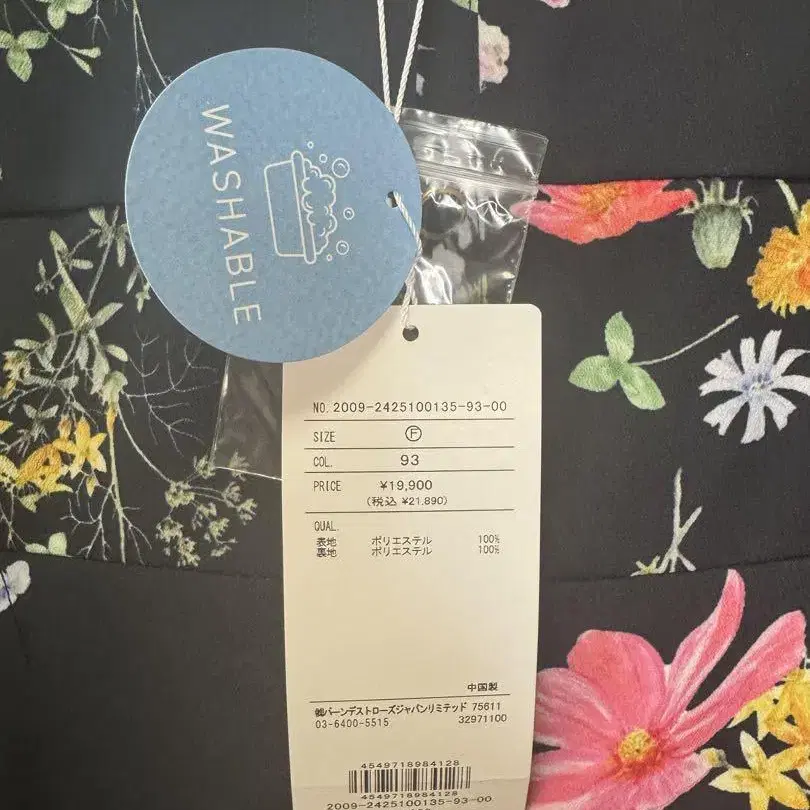 WASHABLE
NO. 2009-2425100135-93-00
SIZE Ⓕ
COL. 93
PRICE ¥19,900
(税込 ¥21,890)
QUAL.
表地 ポリエステル 100%
裏地 ポリエステル 100%
中国製
㈱バーンデストローズジャパンリミテッド 75611
03-6400-5515 32971100
4549718984128
4549718984128
2009-2425100135-93-00